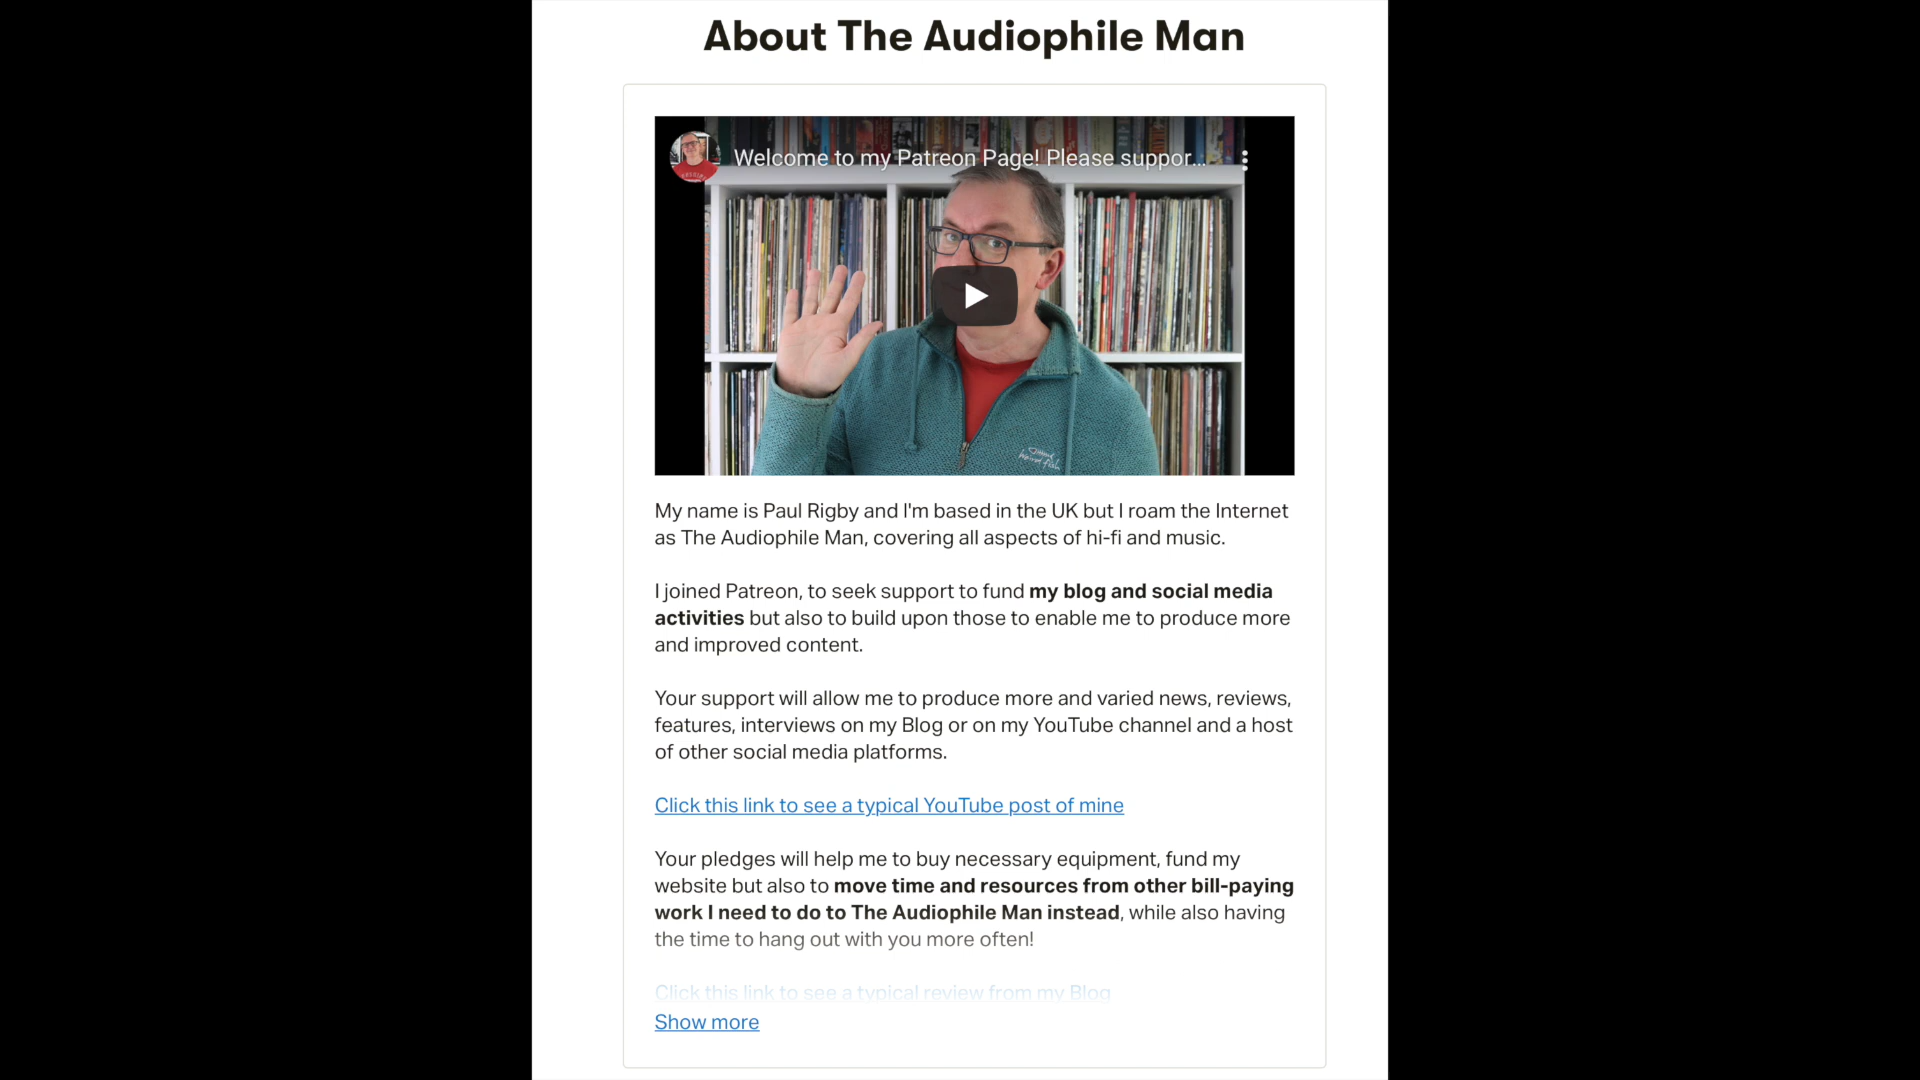 About The Audiophile Man
Welcome to my Patreon Page! Please suppor...
My name is Paul Rigby and I'm based in the UK but I roam the Internet
as The Audiophile Man, covering all aspects of hi-fi and music.
I joined Patreon, to seek support to fund my blog and social media
activities but also to build upon those to enable me to produce more
and improved content.
Your support will allow me to produce more and varied news, reviews,
features, interviews on my Blog or on my YouTube channel and a host
of other social media platforms.
Click this link to see a typical YouTube post of mine
Your pledges will help me to buy necessary equipment, fund my
website but also to move time and resources from other bill-paying
work I need to do to The Audiophile Man instead, while also having
the time to hang out with you more often!
Click this link to see a typical review from my Blog
Show more